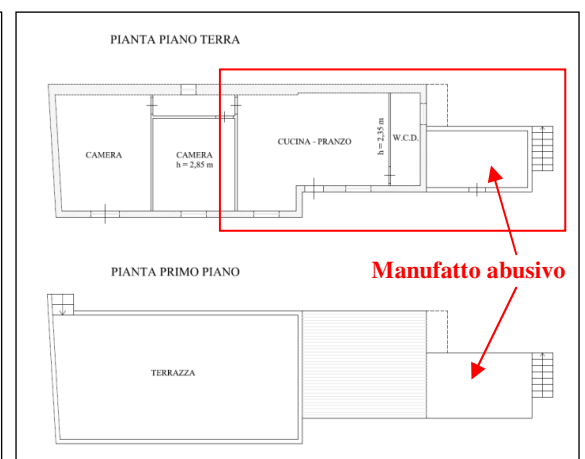 PIANTA PIANO TERRA
CAMERA
CAMERA
h = 2,85 m
CUCINA - PRANZO
h = 2,35 m
W.C.D.
Manufatto abusivo
PIANTA PRIMO PIANO
TERRAZZA